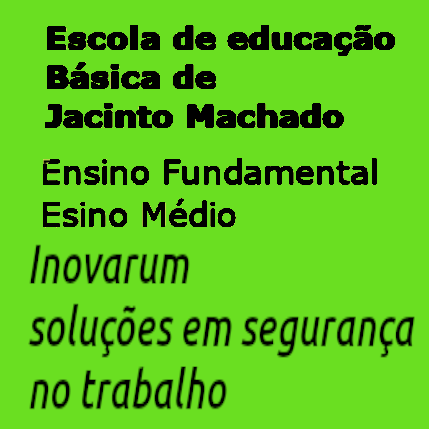 Escola de educação
Básica de
Jacinto Machado
Ensino Fundamental
Esino Médio
Inovarum
soluções em segurança
no trabalho